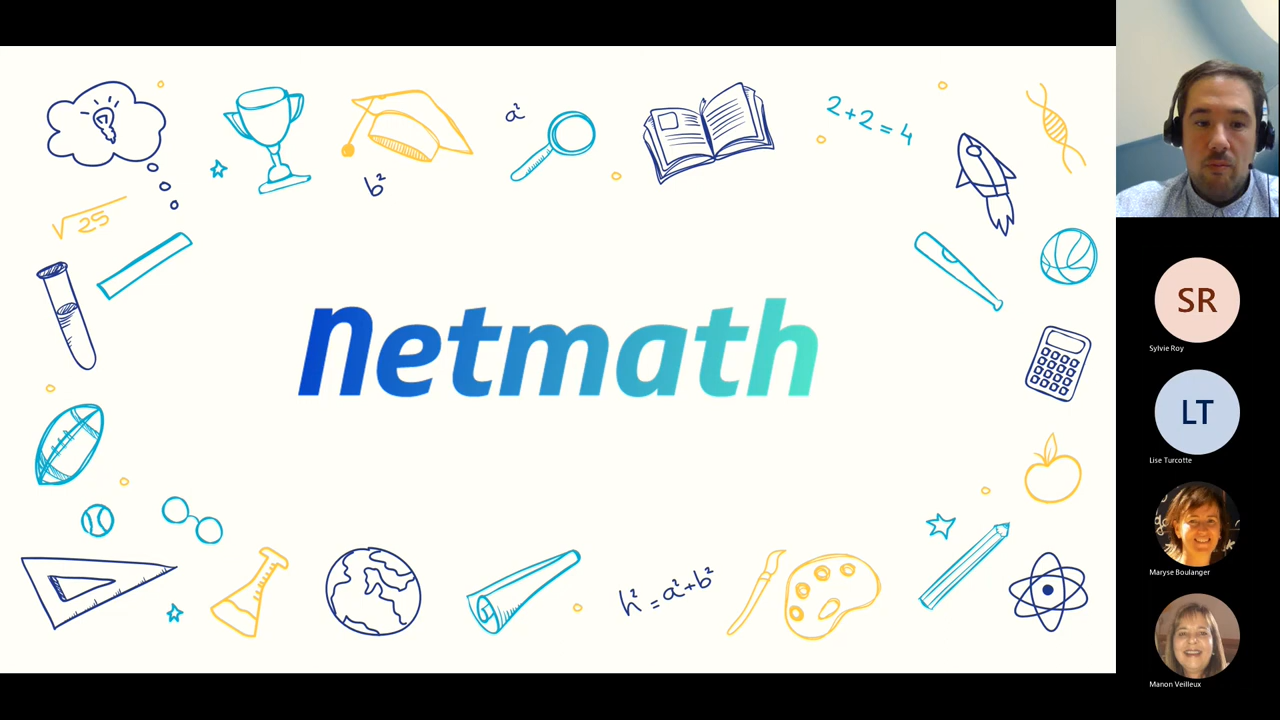 a²
2+2=4
b²
√25
netmath
h²=a²+b²
SR
Sylvie Roy
LT
Lise Turcotte
Maryse Boulanger
Manon Veilleux